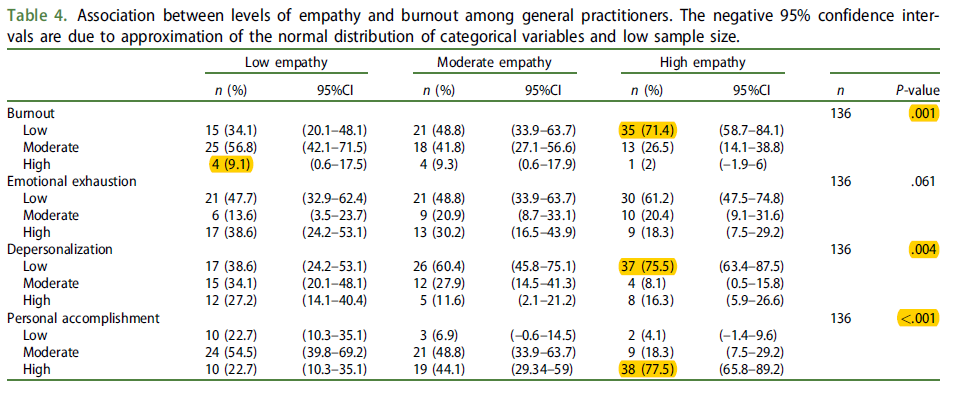 Table 4. Association between levels of empathy and burnout among general practitioners. The negative 95% confidence inter-
vals are due to approximation of the normal distribution of categorical variables and low sample size.
Low empathy Moderate empathy High empathy
n (%) 95%CI n (%) 95%CI n (%) 95%CI n P-value
Burnout 136 .001
Low 15 (34.1) (20.1–48.1) 21 (48.8) (33.9–63.7) 35 (71.4) (58.7–84.1)
Moderate 25 (56.8) (42.1–71.5) 18 (41.8) (27.1–56.6) 13 (26.5) (14.1–38.8)
High 4 (9.1) (0.6–17.5) 4 (9.3) (0.6–17.9) 1 (2) (−1.9–6)
Emotional exhaustion 136 .061
Low 21 (47.7) (32.9–62.4) 21 (48.8) (33.9–63.7) 30 (61.2) (47.5–74.8)
Moderate 6 (13.6) (3.5–23.7) 9 (20.9) (8.7–33.1) 10 (20.4) (9.1–31.6)
High 17 (38.6) (24.2–53.1) 13 (30.2) (16.5–43.9) 9 (18.3) (7.5–29.2)
Depersonalization 136 .004
Low 17 (38.6) (24.2–53.1) 26 (60.4) (45.8–75.1) 37 (75.5) (63.4–87.5)
Moderate 15 (34.1) (20.1–48.1) 12 (27.9) (14.5–41.3) 4 (8.1) (0.5–15.8)
High 12 (27.2) (14.1–40.4) 5 (11.6) (2.1–21.2) 8 (16.3) (5.9–26.6)
Personal accomplishment 136 <.001
Low 10 (22.7) (10.3–35.1) 3 (6.9) (−0.6–14.5) 2 (4.1) (−1.4–9.6)
Moderate 24 (54.5) (39.8–69.2) 21 (48.8) (33.9–63.7) 9 (18.3) (7.5–29.2)
High 10 (22.7) (10.3–35.1) 19 (44.1) (29.34–59) 38 (77.5) (65.8–89.2)